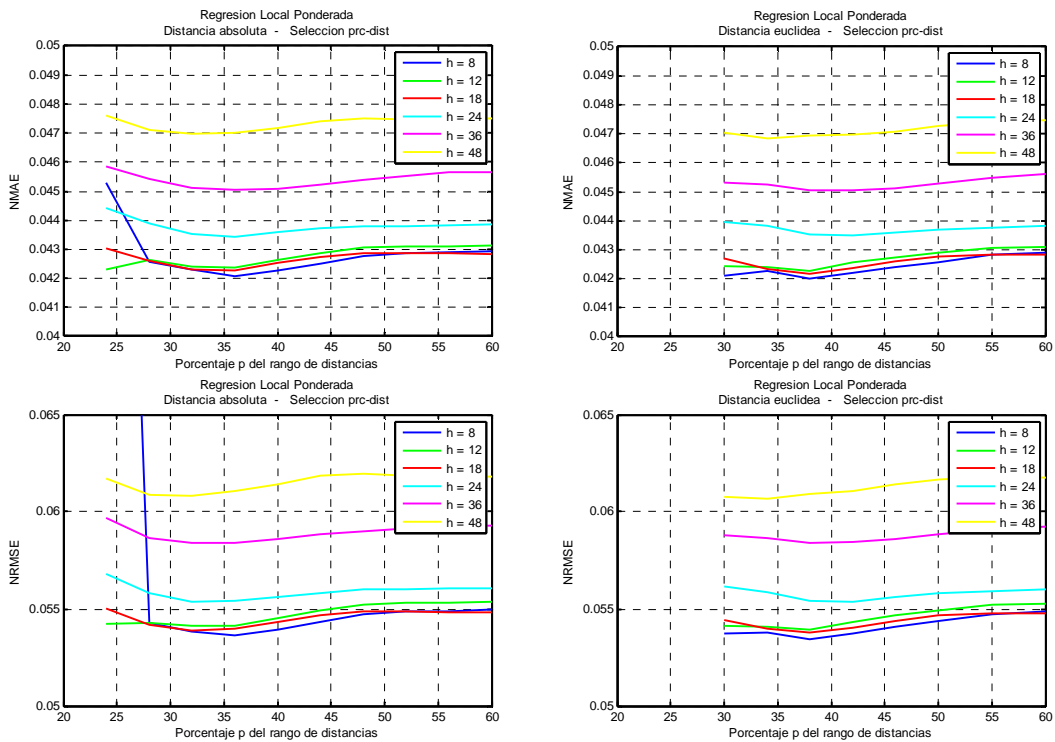 Regresion Local Ponderada
Distancia absoluta - Seleccion prc-dist
0.05
0.049
0.048
0.047
0.046
0.045
0.044
0.043
0.042
0.041
0.04
NMAE
20 25 30 35 40 45 50 55 60
Porcentaje p del rango de distancias
h = 8
h = 12
h = 18
h = 24
h = 36
h = 48
Regresion Local Ponderada
Distancia euclidea - Seleccion prc-dist
0.05
0.049
0.048
0.047
0.046
0.045
0.044
0.043
0.042
0.041
0.04
NMAE
20 25 30 35 40 45 50 55 60
Porcentaje p del rango de distancias
h = 8
h = 12
h = 18
h = 24
h = 36
h = 48
Regresion Local Ponderada
Distancia absoluta - Seleccion prc-dist
0.065
0.06
0.055
0.05
NRMSE
20 25 30 35 40 45 50 55 60
Porcentaje p del rango de distancias
h = 8
h = 12
h = 18
h = 24
h = 36
h = 48
Regresion Local Ponderada
Distancia euclidea - Seleccion prc-dist
0.065
0.06
0.055
0.05
NRMSE
20 25 30 35 40 45 50 55 60
Porcentaje p del rango de distancias
h = 8
h = 12
h = 18
h = 24
h = 36
h = 48